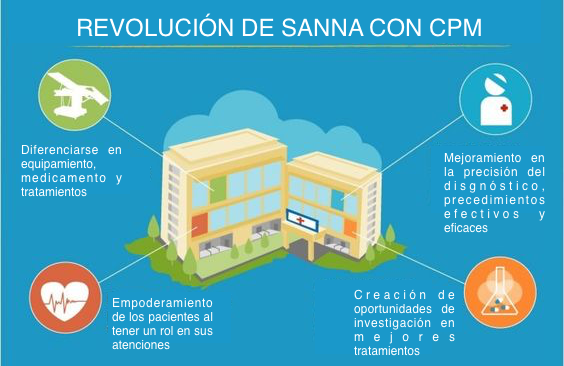 REVOLUCIÓN DE SANNA CON CPM
Diferenciarse en
equipamiento,
medicamento y
tratamientos
Mejoramiento en
la precisión del
disgnóstico,
precedimientos
efectivos y
eficaces
Empoderamiento
de los pacientes al
tener un rol en sus
atenciones
Creación de
oportunidades de
investigación en
mejores
tratamientos